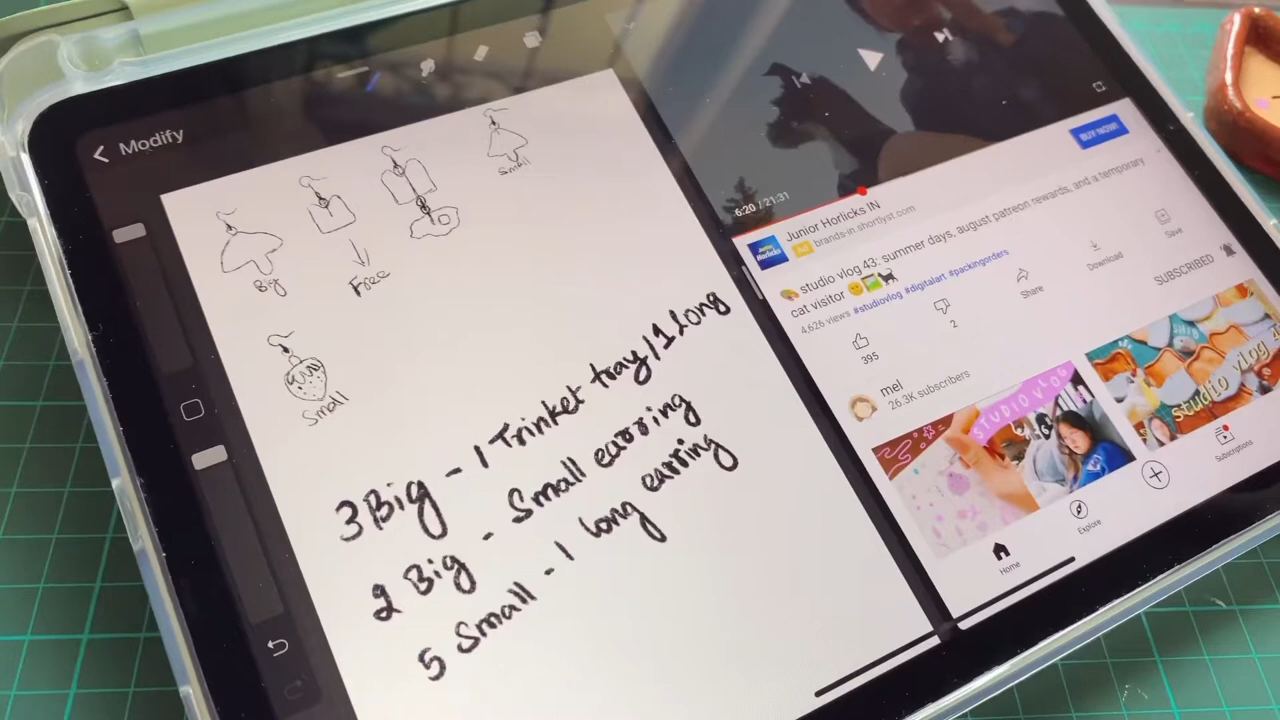 Modify
Big
Free
Small
Small
3 Big - 1 Trinket tray / 1 long
2 Big - Small earring
5 Small - 1 long earring
6:20 / 21:31
BUY NOW!
Junior Horlicks IN
Ad brands-in.shortlyst.com
studio vlog 43: summer days, august patreon rewards, and a temporary
cat visitor
4,626 views #studiovlog #digitalart #packingorders
395
2
Share
Download
Save
mel
26.3K subscribers
SUBSCRIBED
STUDIO VLOG
studio vlog
Home
Explore
Subscriptions